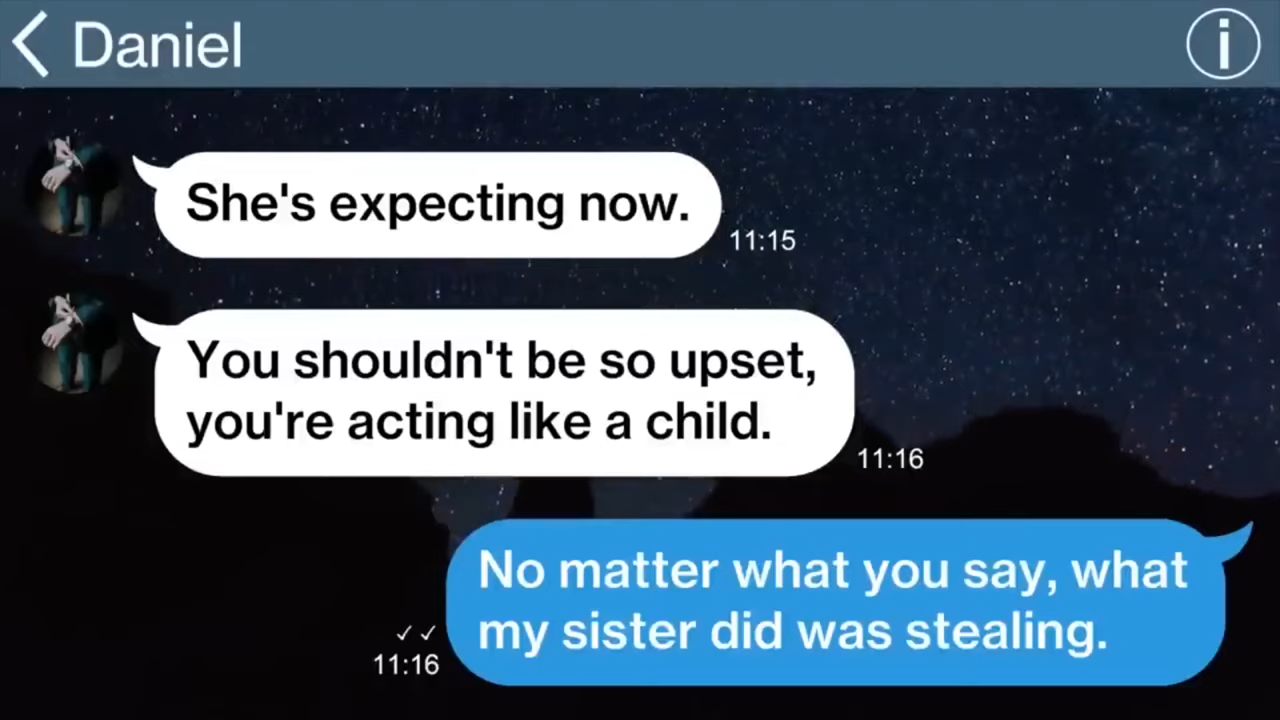 Daniel
She's expecting now.
11:15
You shouldn't be so upset,
you're acting like a child.
11:16
No matter what you say, what
my sister did was stealing.
11:16